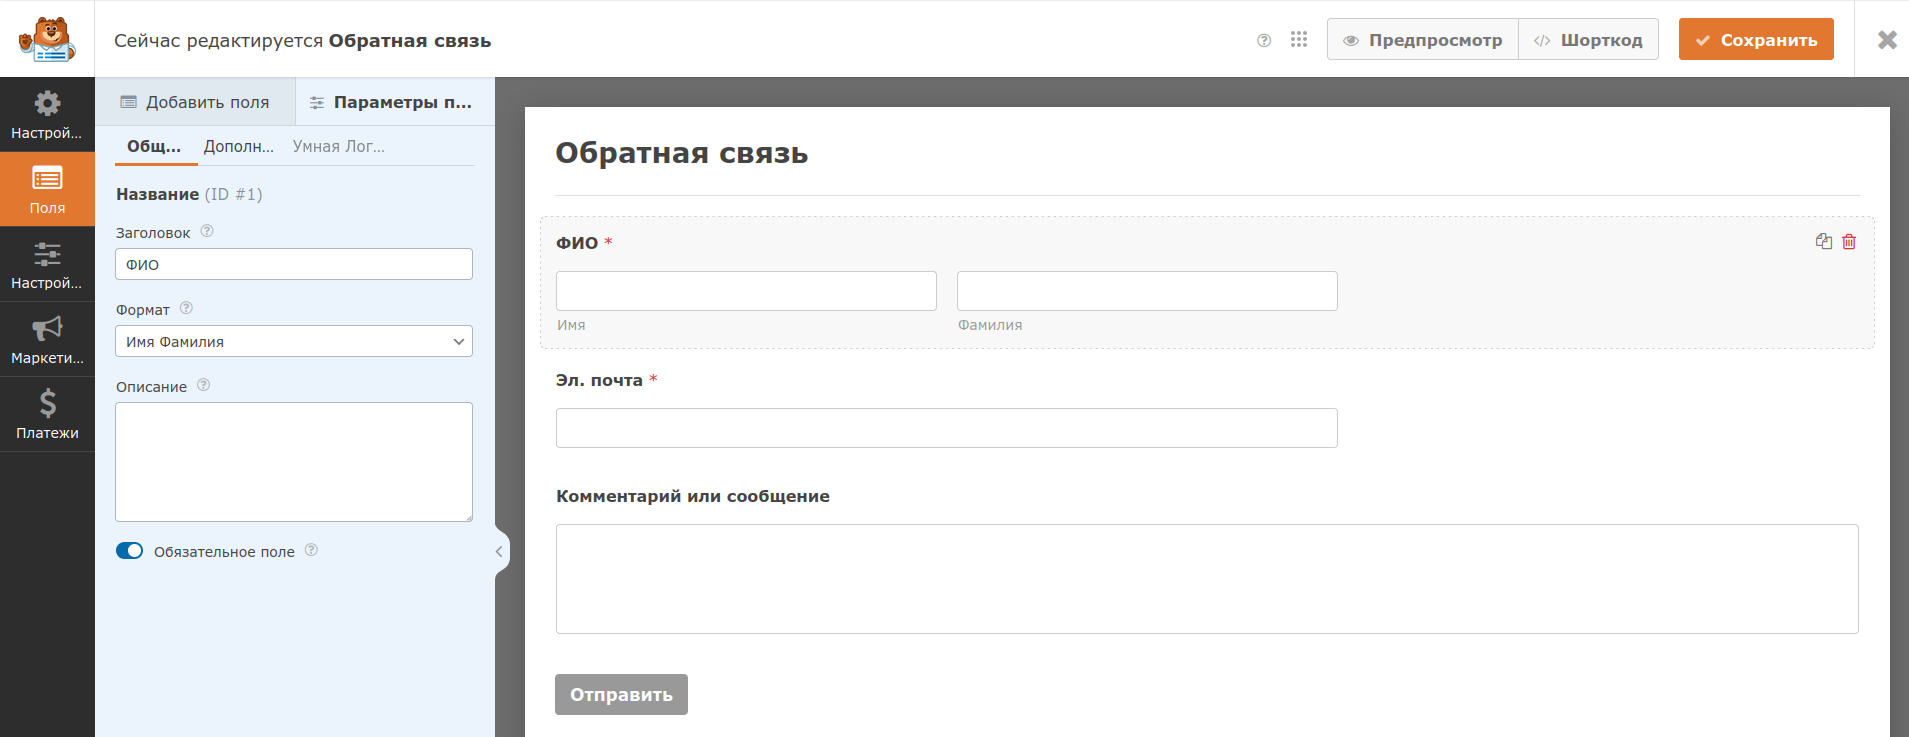 Сейчас редактируется Обратная связь
Предпросмотр
Шорткод
Сохранить
Настрой...
Поля
Настрой...
Маркети...
Платежи
Добавить поля
Параметры п...
Общ...
Дополн...
Умная Лог...
Название (ID #1)
Заголовок
ФИО
Формат
Имя Фамилия
Описание
Обязательное поле
Обратная связь
ФИО *
Имя
Фамилия
Эл. почта *
Комментарий или сообщение
Отправить